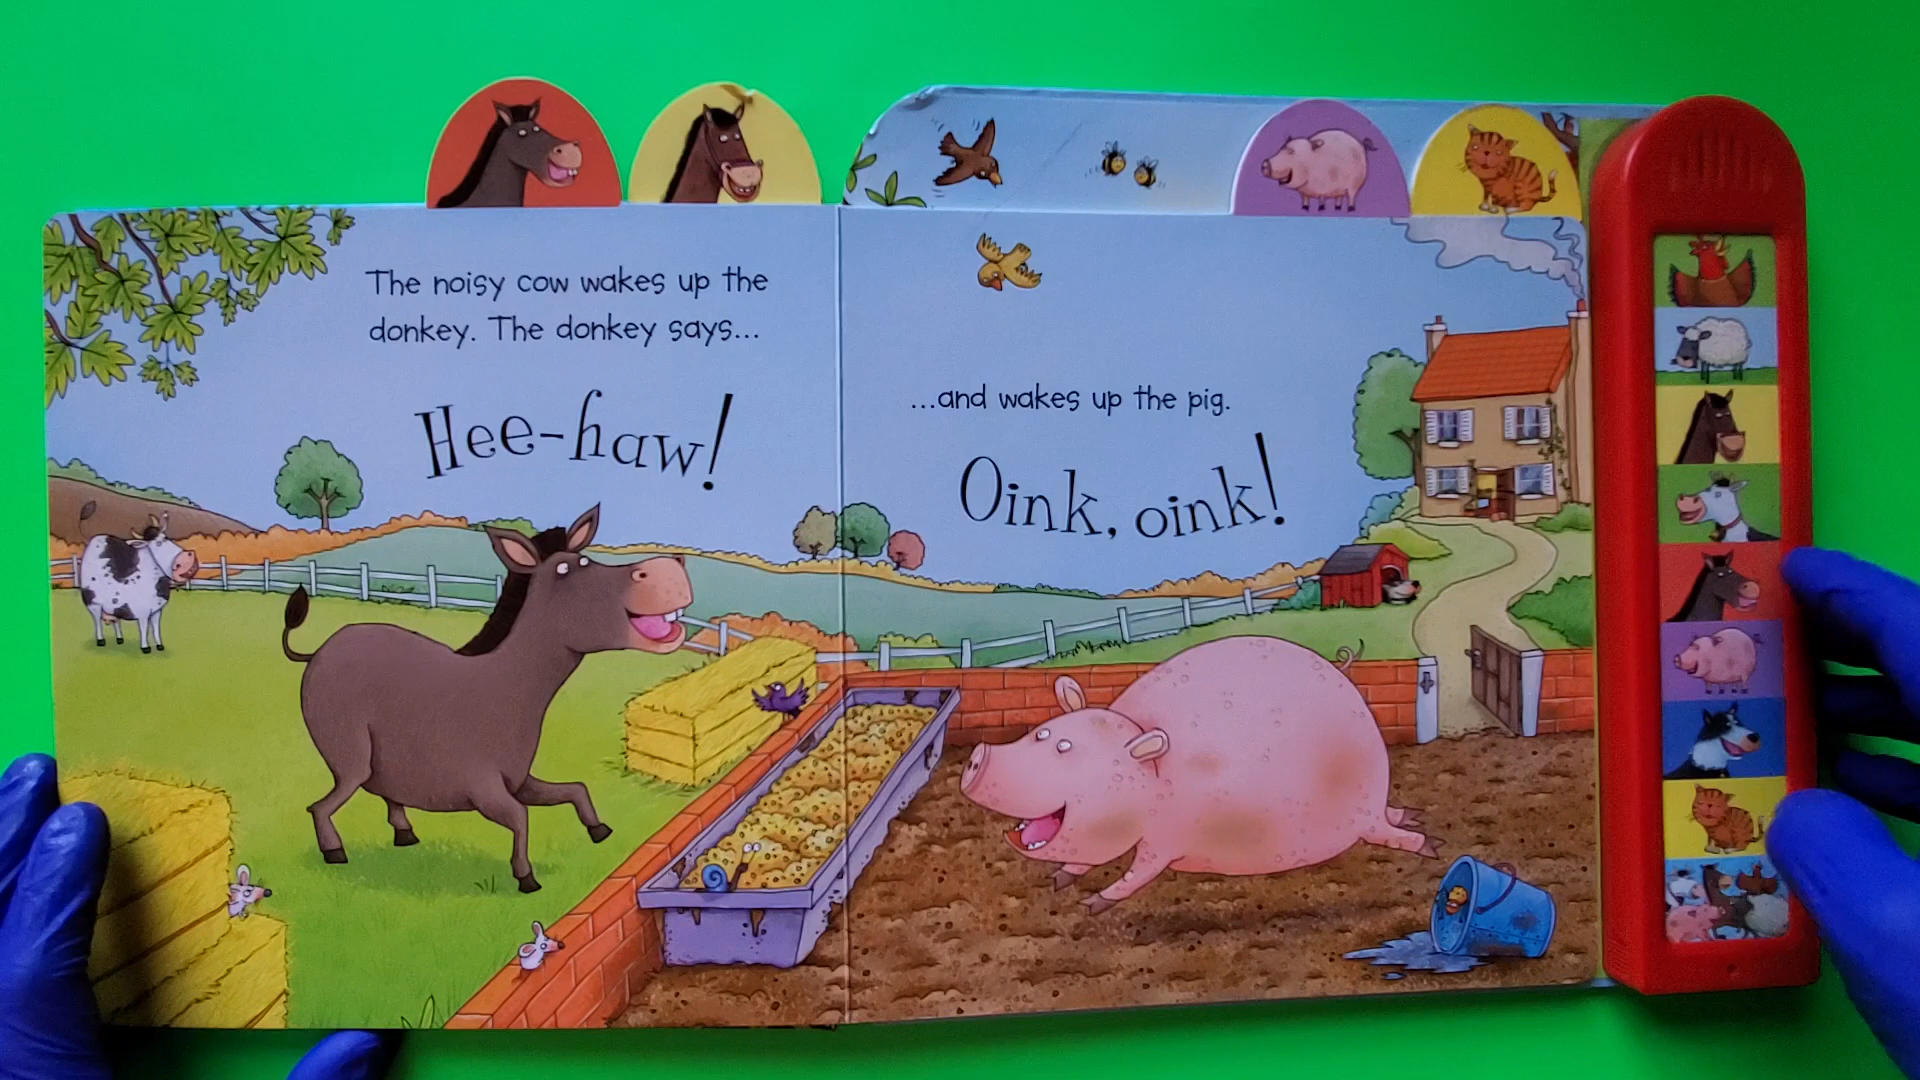 The noisy cow wakes up the
donkey. The donkey says...
Hee-haw!
...and wakes up the pig.
Oink, oink!